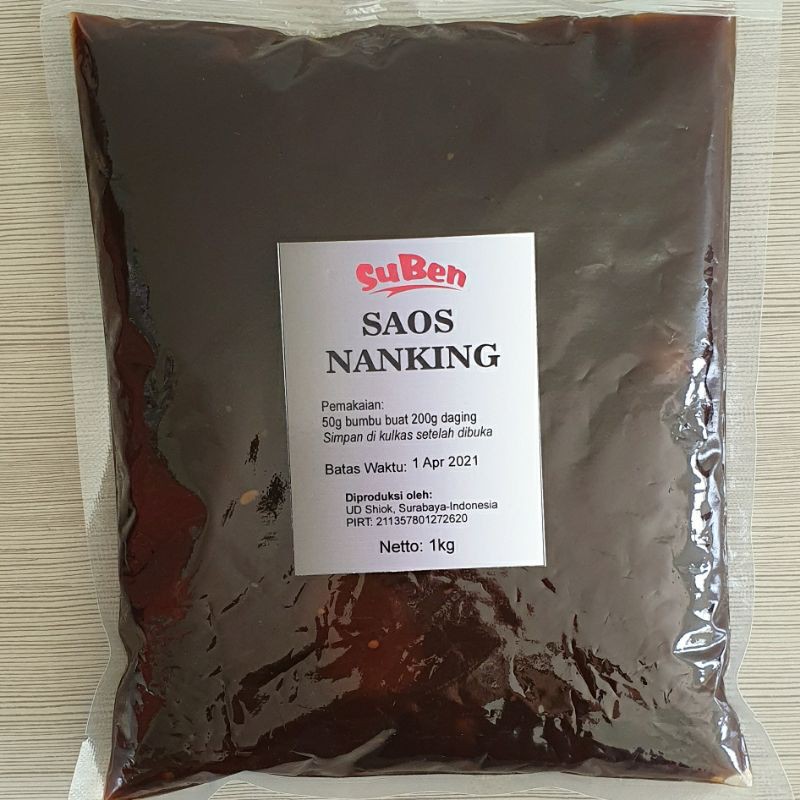 SuBen
SAOS
NANKING
Pemakaian:
50g bumbu buat 200g daging
Simpan di kulkas setelah dibuka
Batas Waktu: 1 Apr 2021
Diproduksi oleh:
UD Shiok, Surabaya-Indonesia
PIRT: 211357801272620
Netto: 1kg